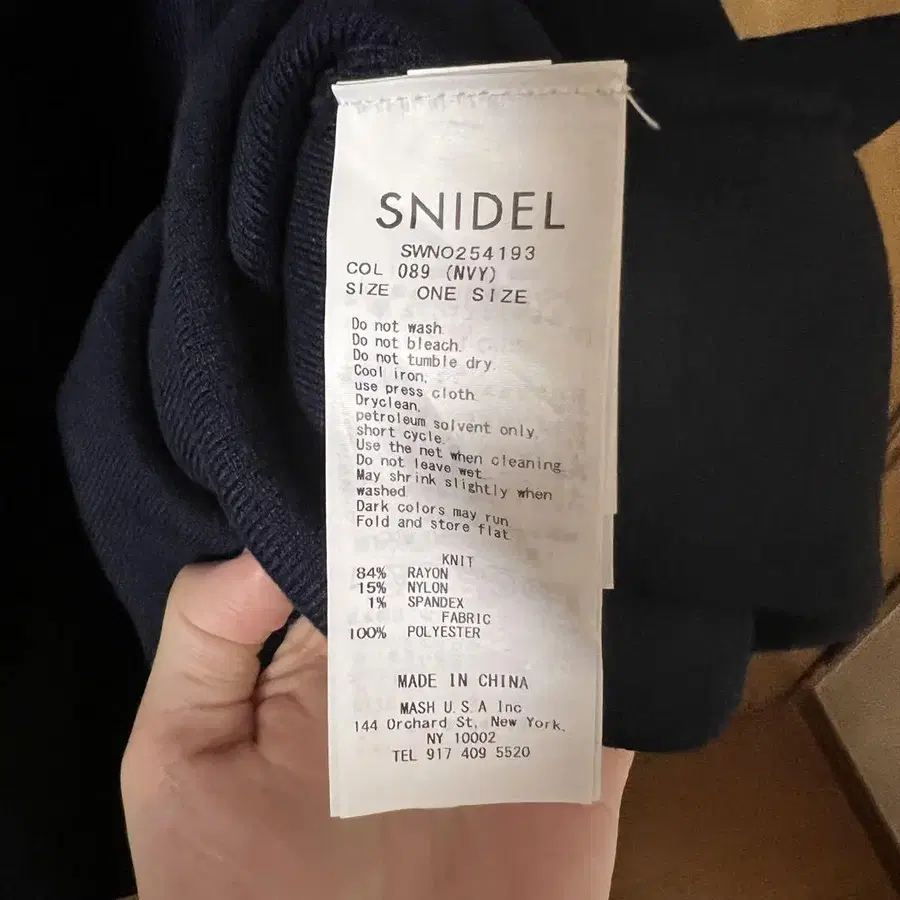 SNIDEL
SWNO254193
COL 089 (NVY)
SIZE ONE SIZE
Do not wash.
Do not bleach.
Do not tumble dry.
Cool iron,
use press cloth.
Dryclean,
petroleum solvent only,
short cycle.
Use the net when cleaning.
Do not leave wet.
May shrink slightly when
washed.
Dark colors may run.
Fold and store flat.
KNIT
84% RAYON
15% NYLON
1% SPANDEX
FABRIC
100% POLYESTER
MADE IN CHINA
MASH U.S.A Inc
144 Orchard St, New York,
NY 10002
TEL 917 409 5520